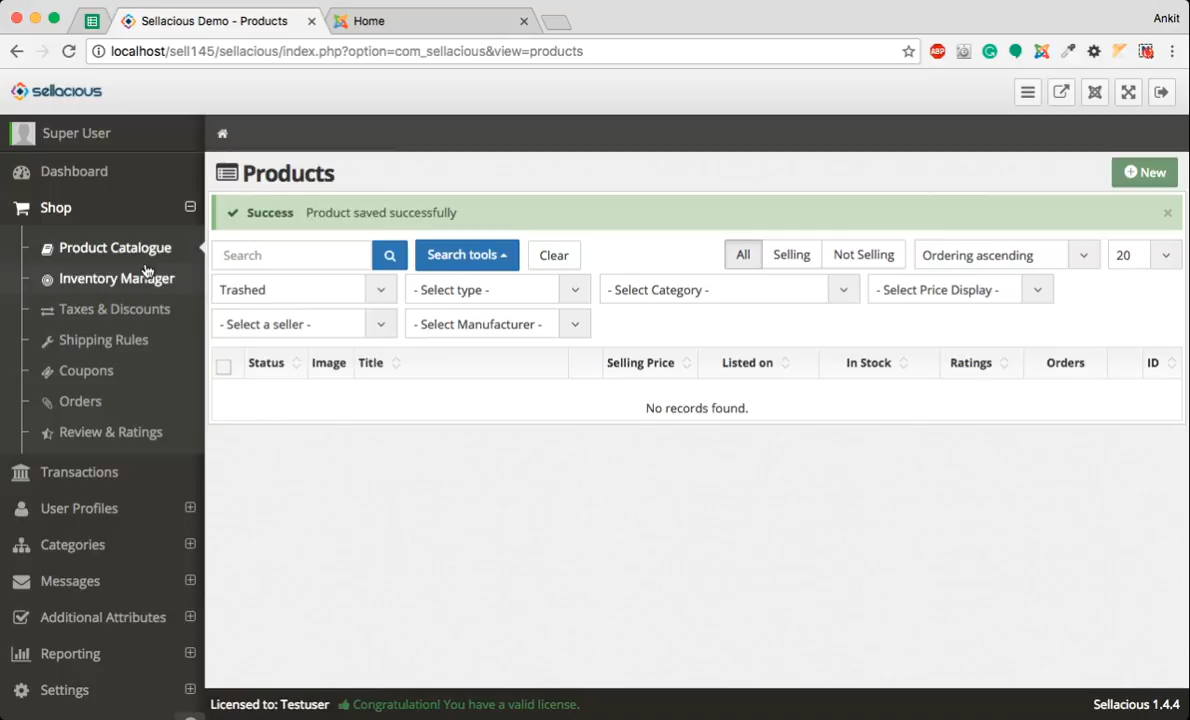 Sellacious Demo - Products
Home
Ankit
localhost/sell145/sellacious/index.php?option=com_sellacious&view=products
ABP
sellacious
Super User
Dashboard
Shop
Product Catalogue
Inventory Manager
Taxes & Discounts
Shipping Rules
Coupons
Orders
Review & Ratings
Transactions
User Profiles
Categories
Messages
Additional Attributes
Reporting
Settings
Products
New
Success Product saved successfully
Search
Search tools
Clear
All Selling Not Selling
Ordering ascending
20
Trashed
- Select type -
- Select Category -
- Select Price Display -
- Select a seller -
- Select Manufacturer -
Status Image Title Selling Price Listed on In Stock Ratings Orders ID
No records found.
Licensed to: Testuser Congratulation! You have a valid license.
Sellacious 1.4.4